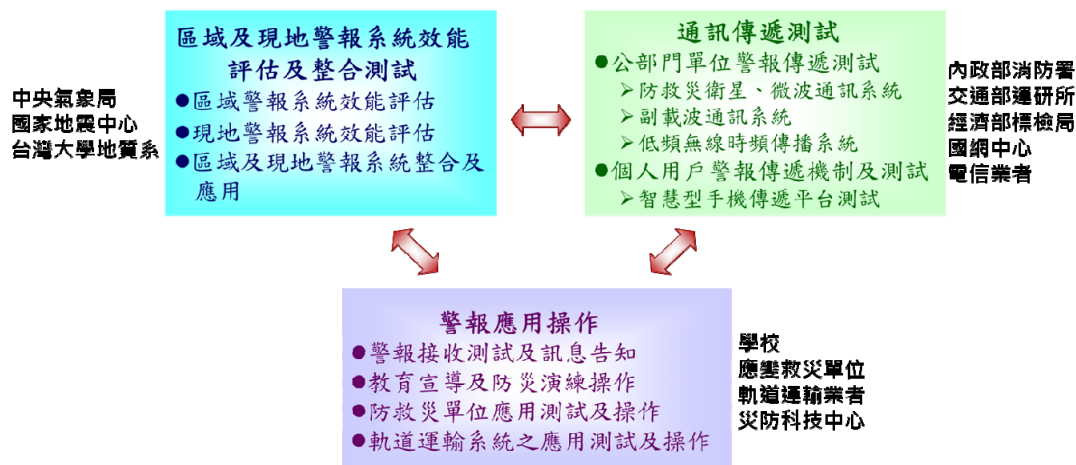 中央氣象局
國家地震中心
台灣大學地質系
區域及現地警報系統效能
評估及整合測試
●區域警報系統效能評估
●現地警報系統效能評估
●區域及現地警報系統整合及
應用
通訊傳遞測試
●公部門單位警報傳遞測試
➢防救災衛星、微波通訊系統
➢副載波通訊系統
➢低頻無線時頻傳播系統
●個人用戶警報傳遞機制及測試
➢智慧型手機傳遞平台測試
內政部消防署
交通部運研所
經濟部標檢局
國網中心
電信業者
警報應用操作
●警報接收測試及訊息告知
●教育宣導及防災演練操作
●防救災單位應用測試及操作
●軌道運輸系統之應用測試及操作
學校
應變救災單位
軌道運輸業者
災防科技中心